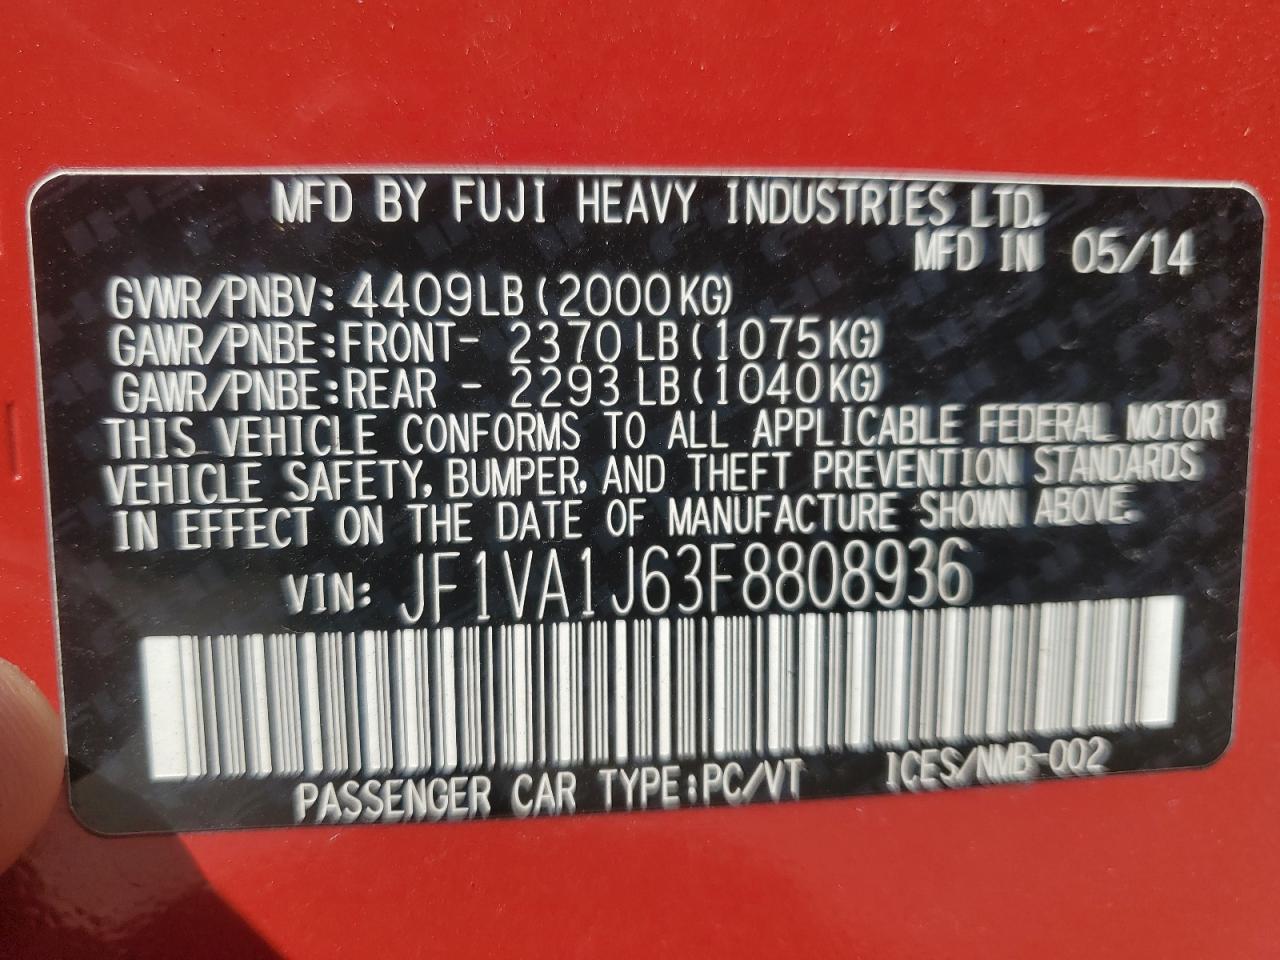 MFD BY FUJI HEAVY INDUSTRIES LTD.
MFD IN 05/14
GVWR/PNBV: 4409LB (2000KG)
GAWR/PNBE:FRONT- 2370 LB (1075KG)
GAWR/PNBE:REAR - 2293 LB (1040KG)
THIS VEHICLE CONFORMS TO ALL APPLICABLE FEDERAL MOTOR
VEHICLE SAFETY, BUMPER, AND THEFT PREVENTION STANDARDS
IN EFFECT ON THE DATE OF MANUFACTURE SHOWN ABOVE.
VIN: JF1VA1J63F8808936
PASSENGER CAR TYPE:PC/VT ICES/NMB-002